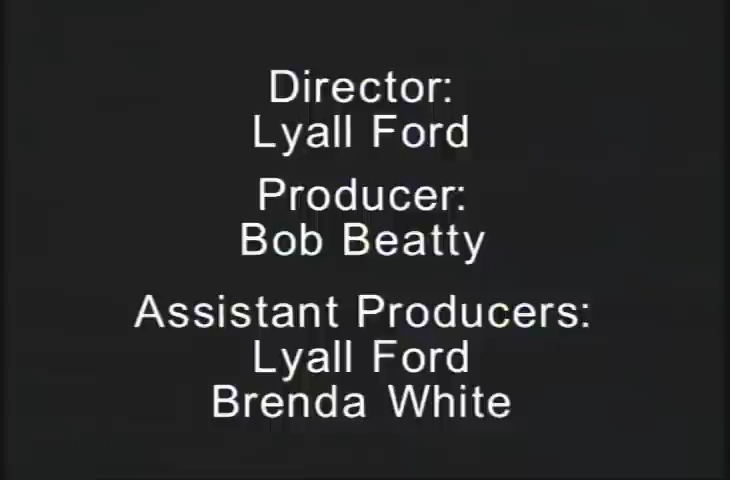 Director:
Lyall Ford
Producer:
Bob Beatty
Assistant Producers:
Lyall Ford
Brenda White